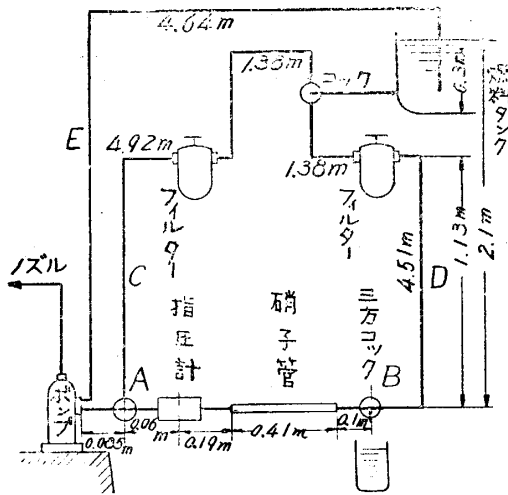 4.64m
1.38m
コック
0.3m
タンク
E
4.92m
1.38m
フィルター
フィルター
4.51m
1.13m
2.1m
C
D
ノズル
指圧計
硝子管
三方コック
A
B
ポンプ
0.085m
0.06m
0.19m
0.41m
0.1m